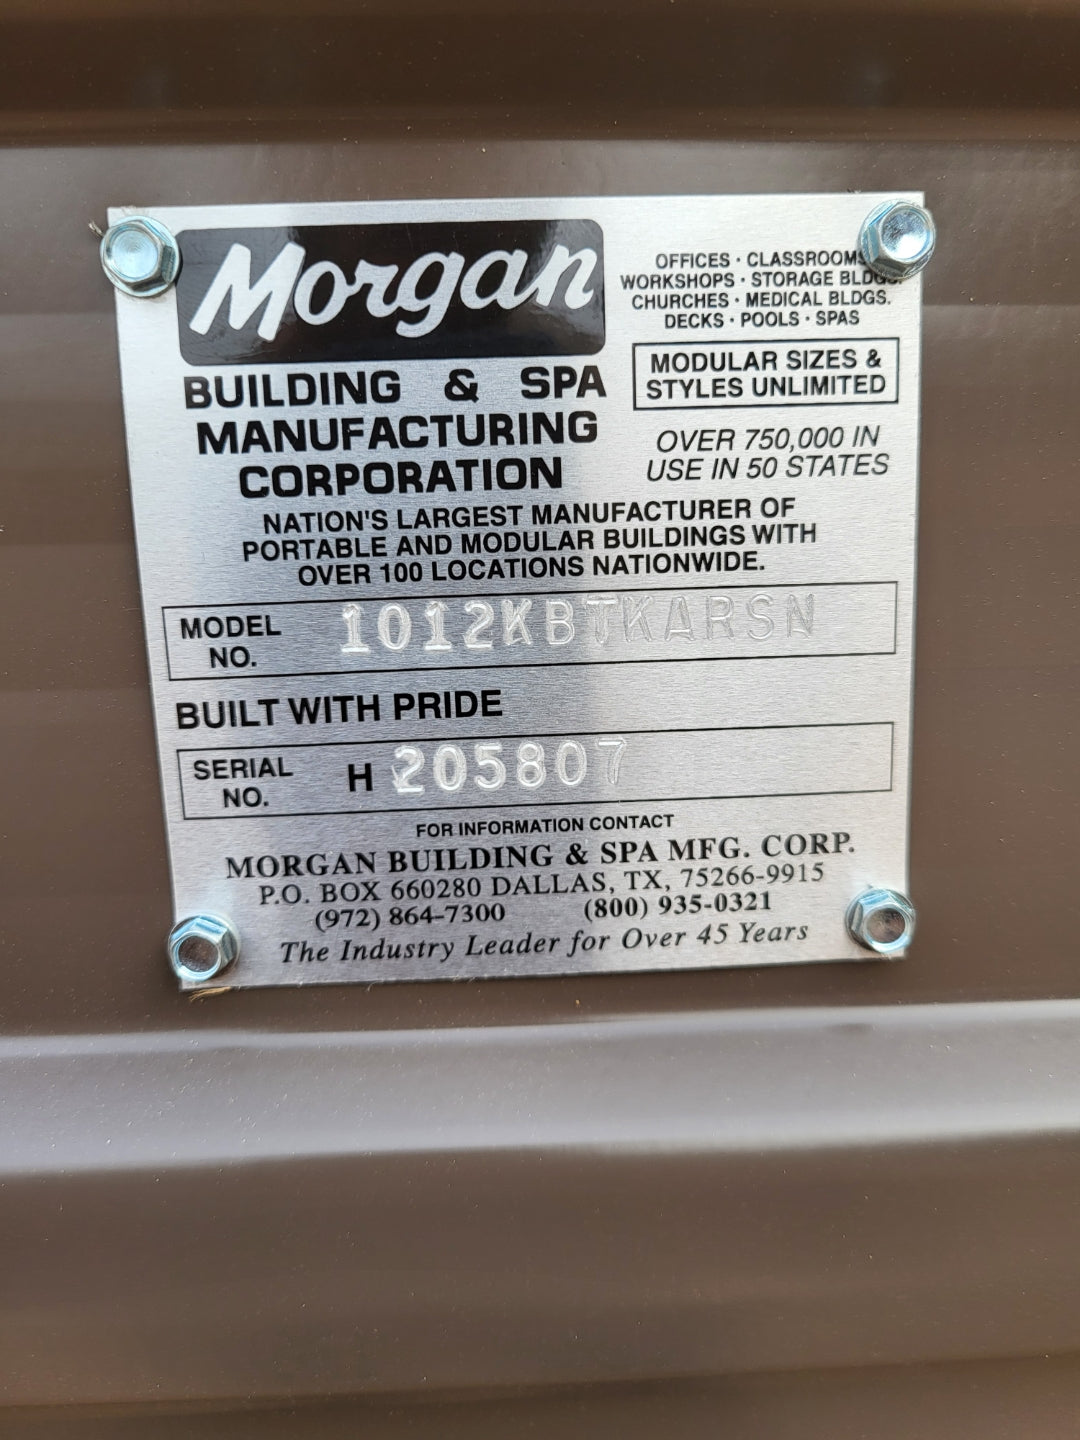 Morgan
BUILDING & SPA
MANUFACTURING
CORPORATION
OFFICES · CLASSROOMS
WORKSHOPS · STORAGE BLDGS.
CHURCHES · MEDICAL BLDGS.
DECKS · POOLS · SPAS
MODULAR SIZES &
STYLES UNLIMITED
OVER 750,000 IN
USE IN 50 STATES
NATION'S LARGEST MANUFACTURER OF
PORTABLE AND MODULAR BUILDINGS WITH
OVER 100 LOCATIONS NATIONWIDE.
MODEL NO. 1012KBTKARSN
BUILT WITH PRIDE
SERIAL NO. H 205807
FOR INFORMATION CONTACT
MORGAN BUILDING & SPA MFG. CORP.
P.O. BOX 660280 DALLAS, TX, 75266-9915
(972) 864-7300 (800) 935-0321
The Industry Leader for Over 45 Years